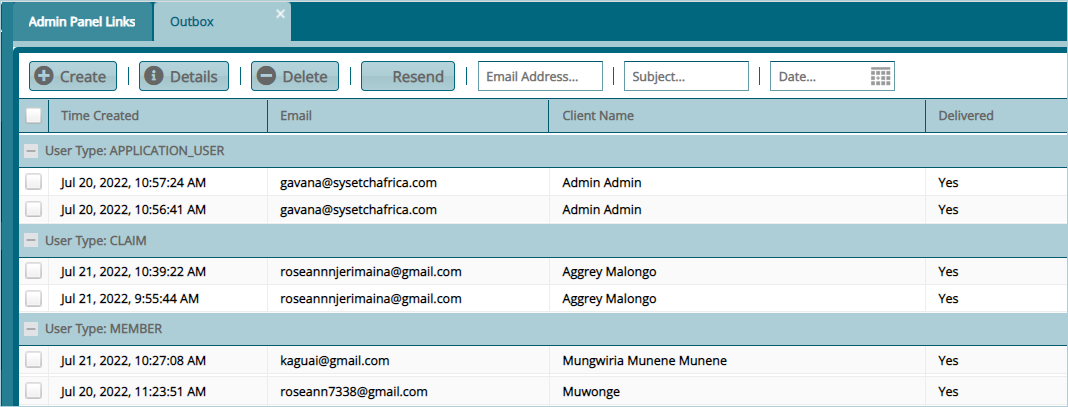 Admin Panel Links Outbox
Create Details Delete Resend Email Address... Subject... Date...
Time Created Email Client Name Delivered
User Type: APPLICATION_USER
Jul 20, 2022, 10:57:24 AM gavana@sysetchafrica.com Admin Admin Yes
Jul 20, 2022, 10:56:41 AM gavana@sysetchafrica.com Admin Admin Yes
User Type: CLAIM
Jul 21, 2022, 10:39:22 AM roseannnjerimaina@gmail.com Aggrey Malongo Yes
Jul 21, 2022, 9:55:44 AM roseannnjerimaina@gmail.com Aggrey Malongo Yes
User Type: MEMBER
Jul 21, 2022, 10:27:08 AM kaguai@gmail.com Mungwiria Munene Munene Yes
Jul 20, 2022, 11:23:51 AM roseann7338@gmail.com Muwonge Yes